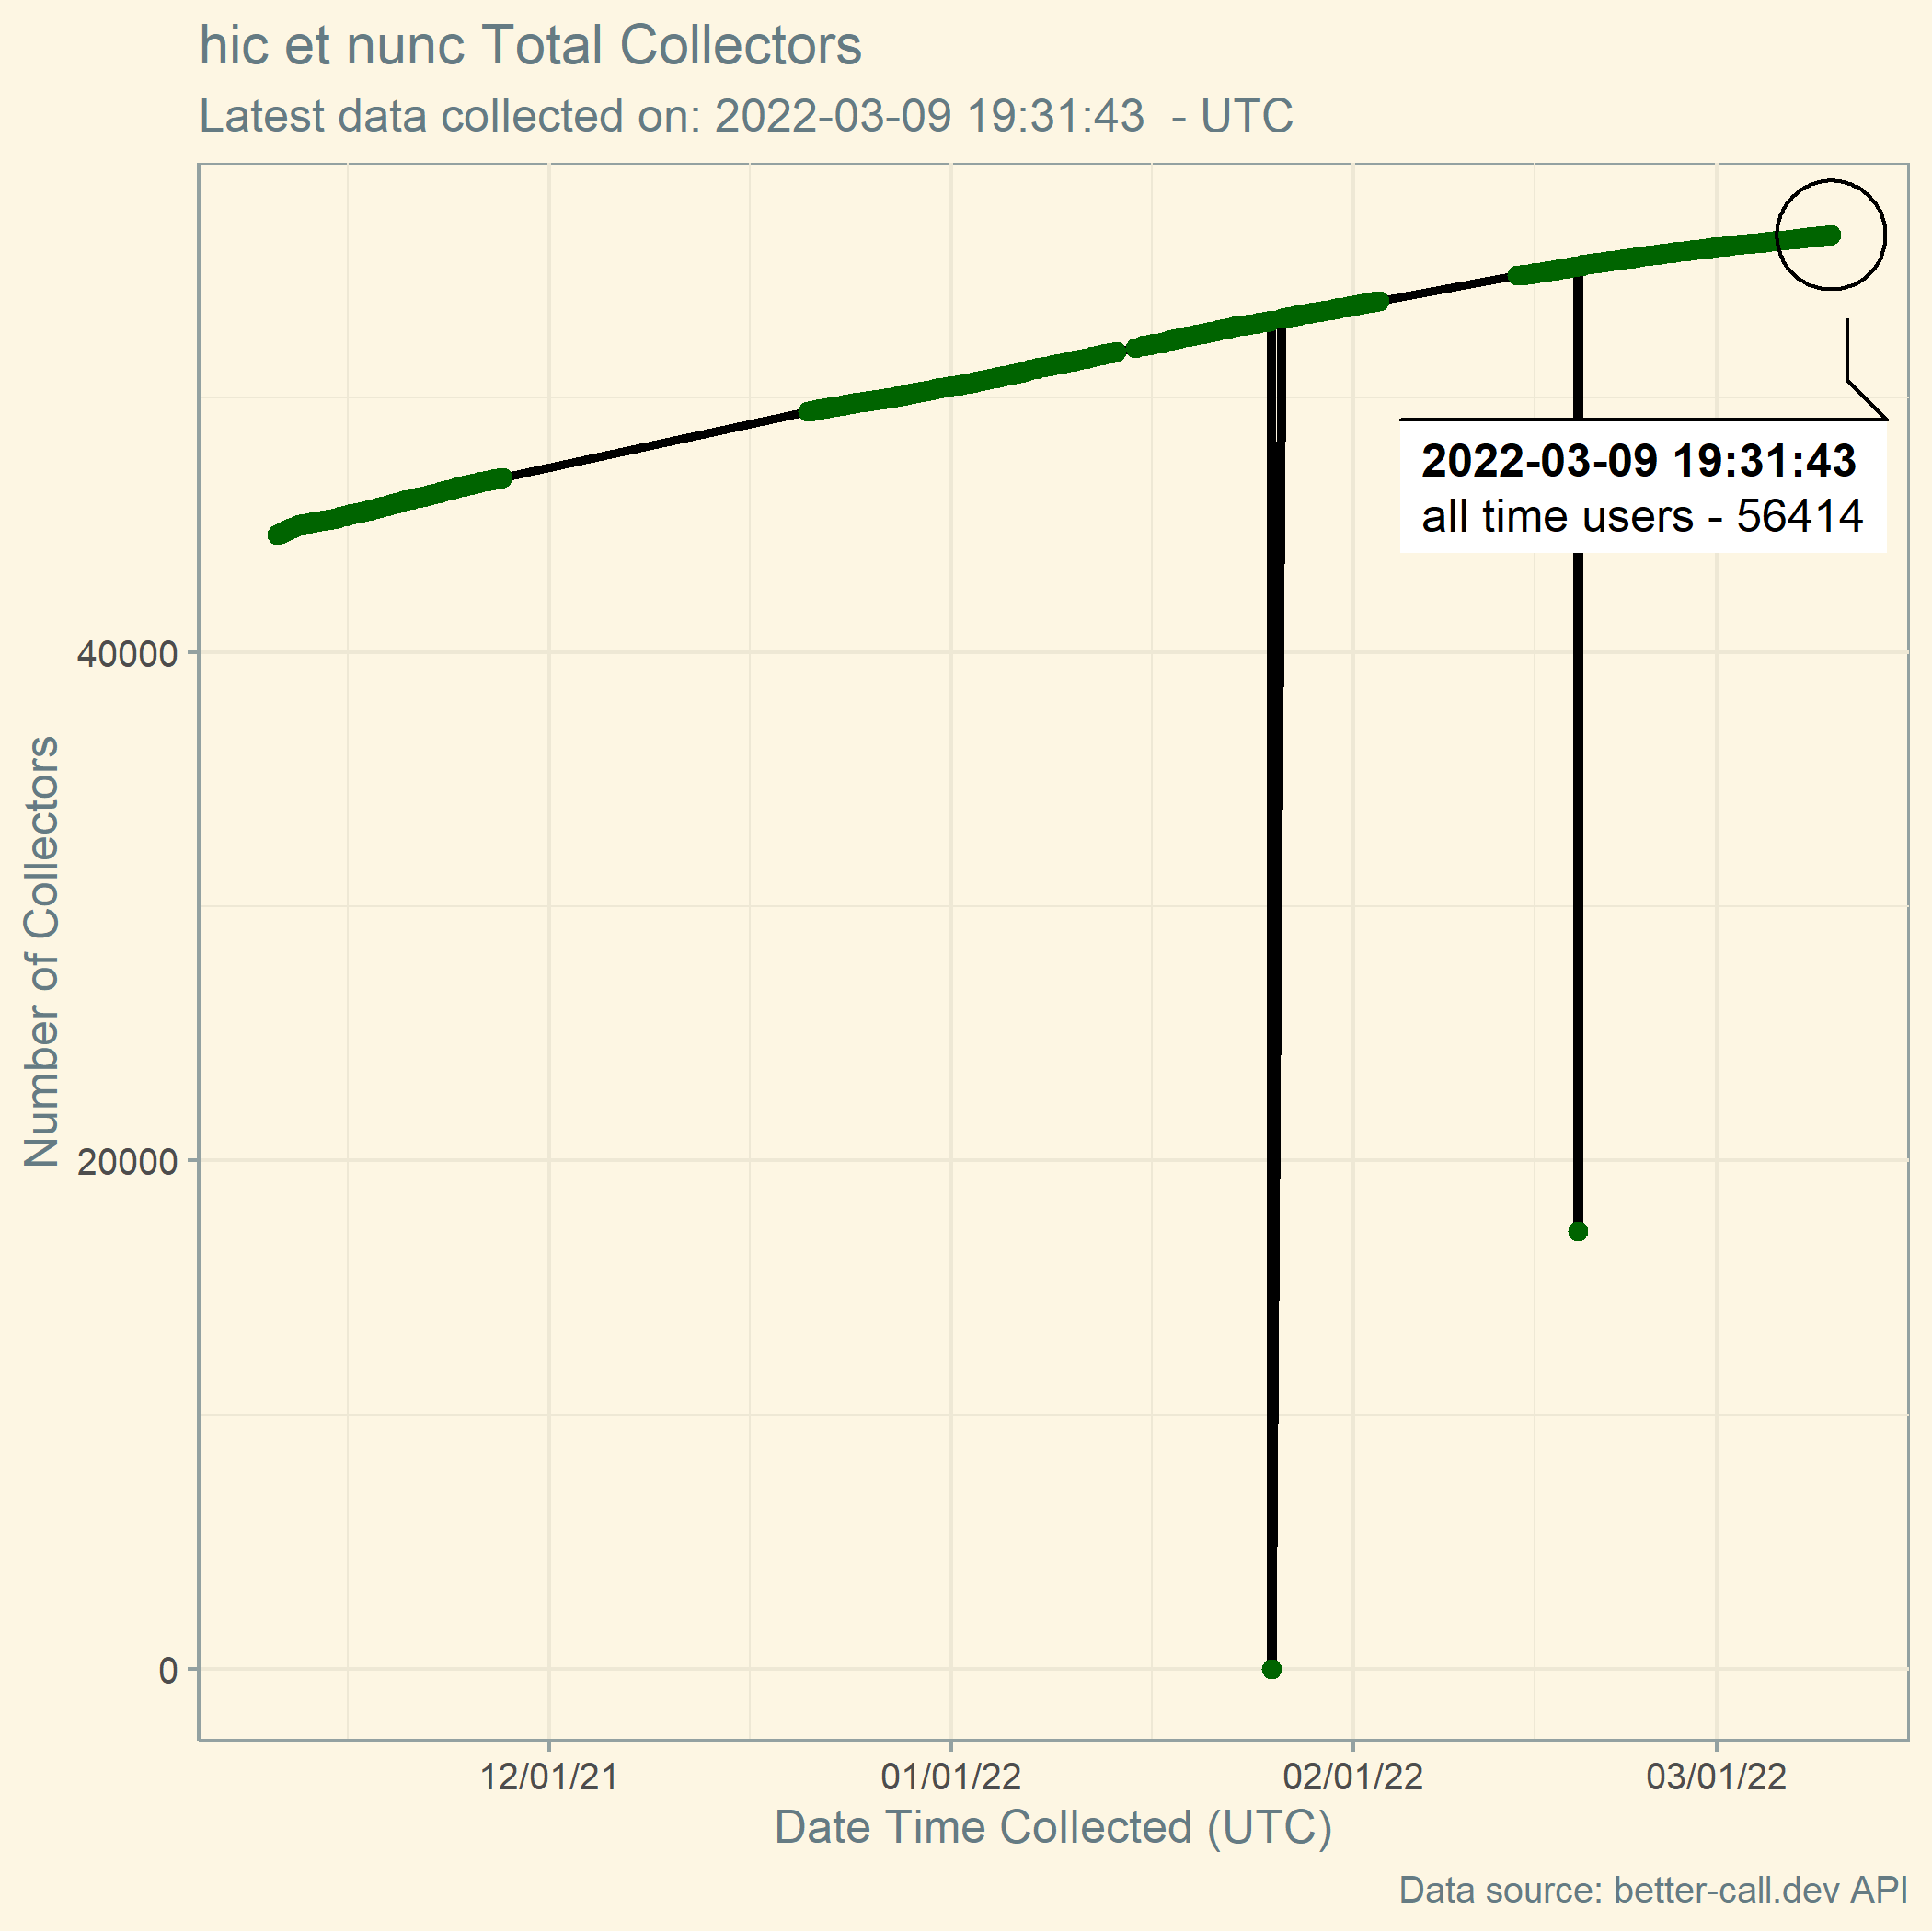 hic et nunc Total Collectors
Latest data collected on: 2022-03-09 19:31:43  - UTC
2022-03-09 19:31:43
all time users - 56414
Number of Collectors
40000
20000
0
12/01/21
01/01/22
02/01/22
03/01/22
Date Time Collected (UTC)
Data source: better-call.dev API